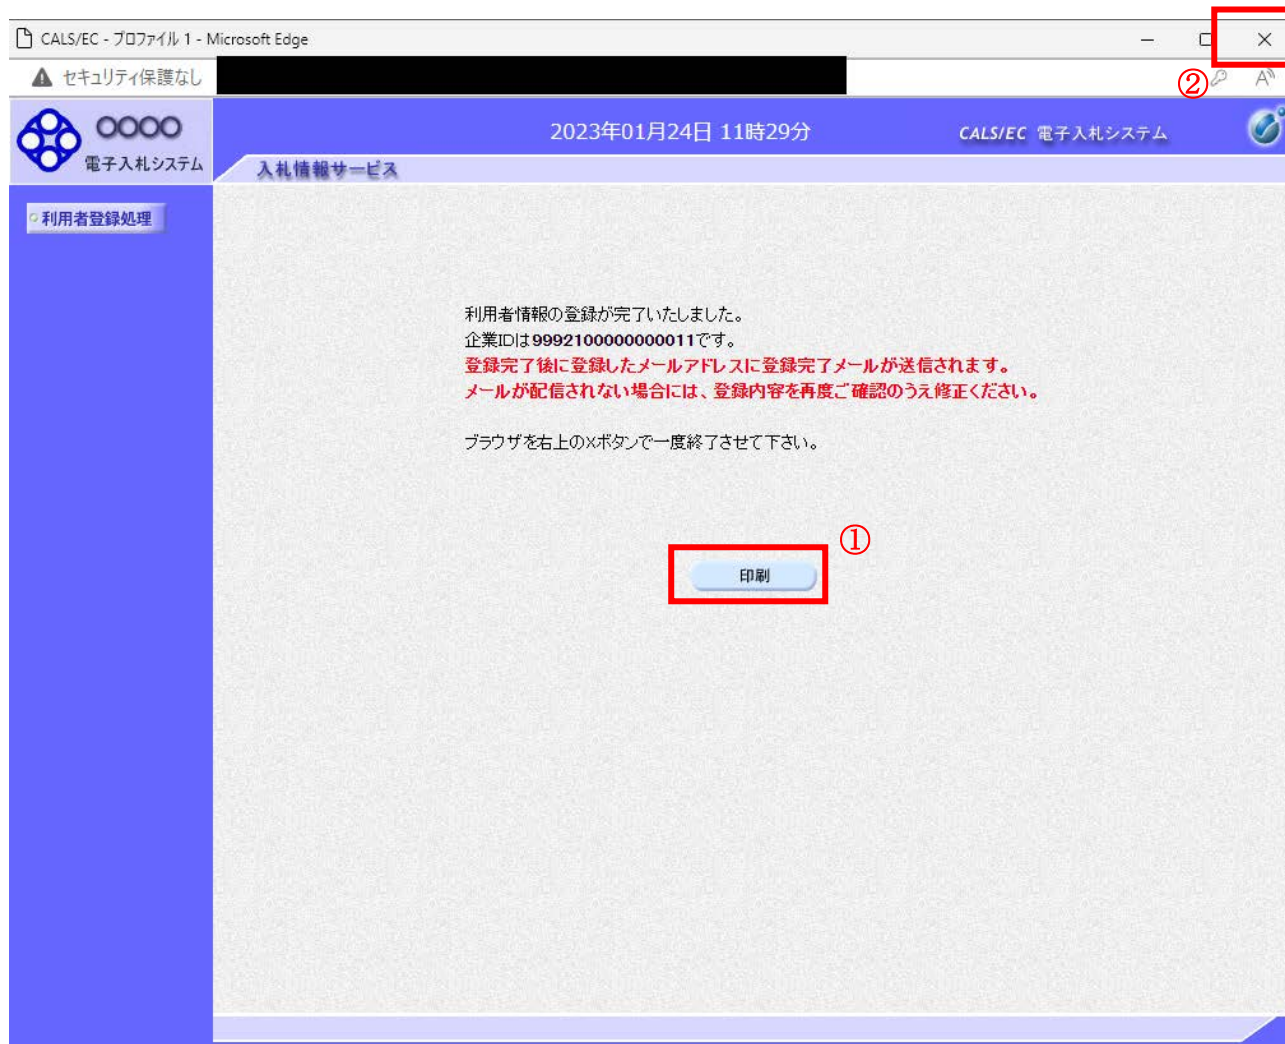 CALS/EC - プロファイル 1 - Microsoft Edge
②
セキュリティ保護なし
〇〇〇〇
電子入札システム
2023年01月24日 11時29分
CALS/EC 電子入札システム
入札情報サービス
利用者登録処理
利用者情報の登録が完了いたしました。
企業IDは9992100000000011です。
登録完了後に登録したメールアドレスに登録完了メールが送信されます。
メールが配信されない場合には、登録内容を再度ご確認のうえ修正ください。
ブラウザを右上の×ボタンで一度終了させて下さい。
①
印刷